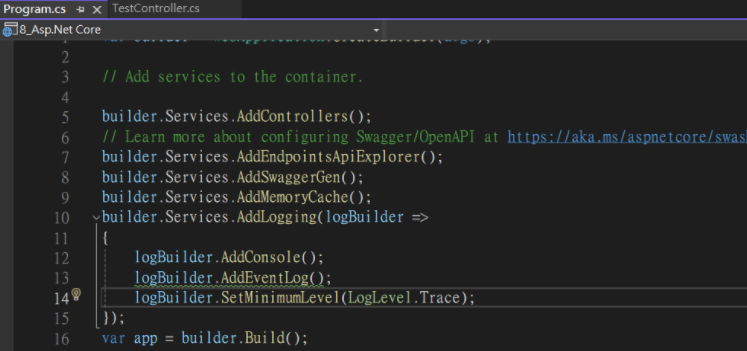 Program.cs TestController.cs
8_Asp.Net Core
2
3 // Add services to the container.
4
5 builder.Services.AddControllers();
6 // Learn more about configuring Swagger/OpenAPI at https://aka.ms/aspnetcore/swas
7 builder.Services.AddEndpointsApiExplorer();
8 builder.Services.AddSwaggerGen();
9 builder.Services.AddMemoryCache();
10 builder.Services.AddLogging(logBuilder =>
11 {
12 logBuilder.AddConsole();
13 logBuilder.AddEventLog();
14 logBuilder.SetMinimumLevel(LogLevel.Trace);
15 });
16 var app = builder.Build();